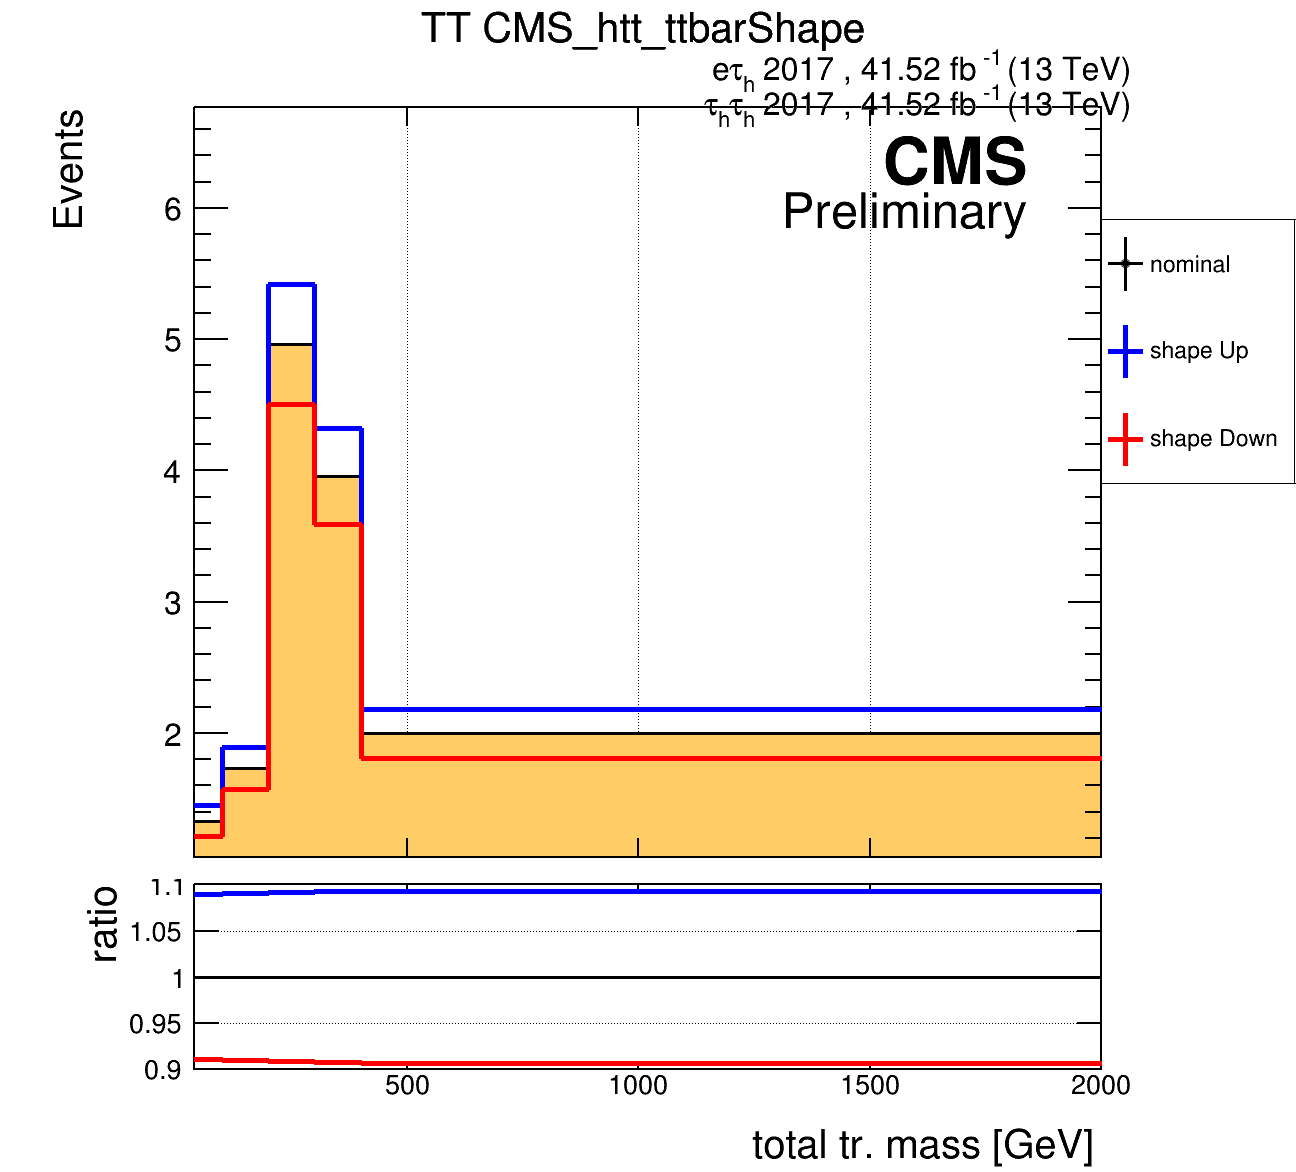 TT CMS_htt_ttbarShape
eτh 2017 , 41.52 fb -1 (13 TeV)
τhτh 2017 , 41.52 fb -1 (13 TeV)
Events
CMS
Preliminary
6
5
4
3
2
nominal
shape Up
shape Down
ratio
1.1
1.05
1
0.95
0.9
500 1000 1500 2000
total tr. mass [GeV]